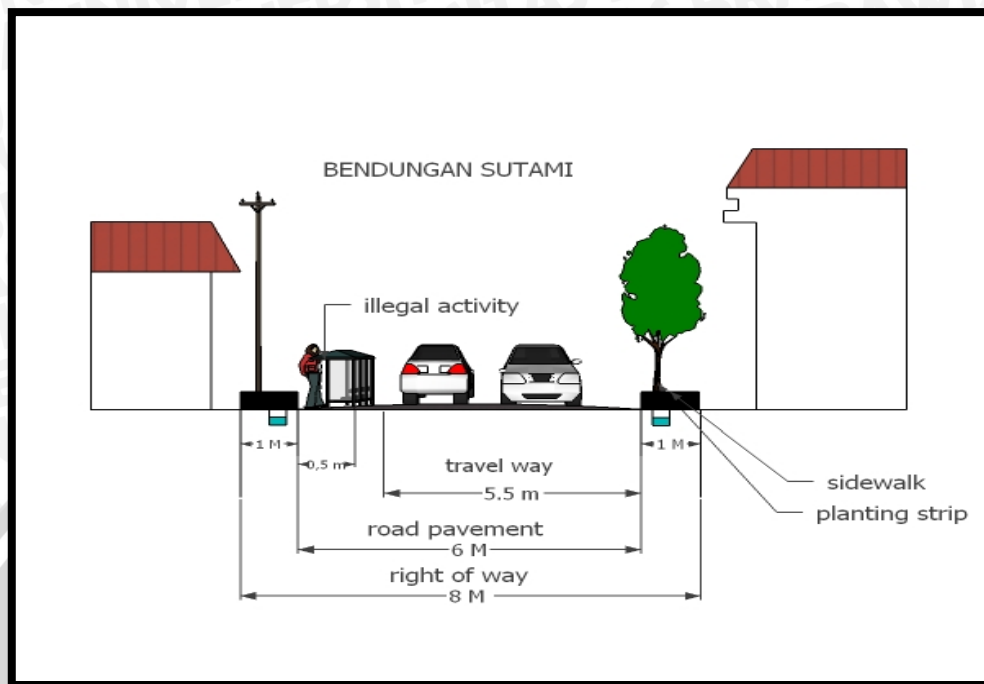 BENDUNGAN SUTAMI
illegal activity
1 M
0,5 m
1 M
travel way
5.5 m
sidewalk
planting strip
road pavement
6 M
right of way
8 M